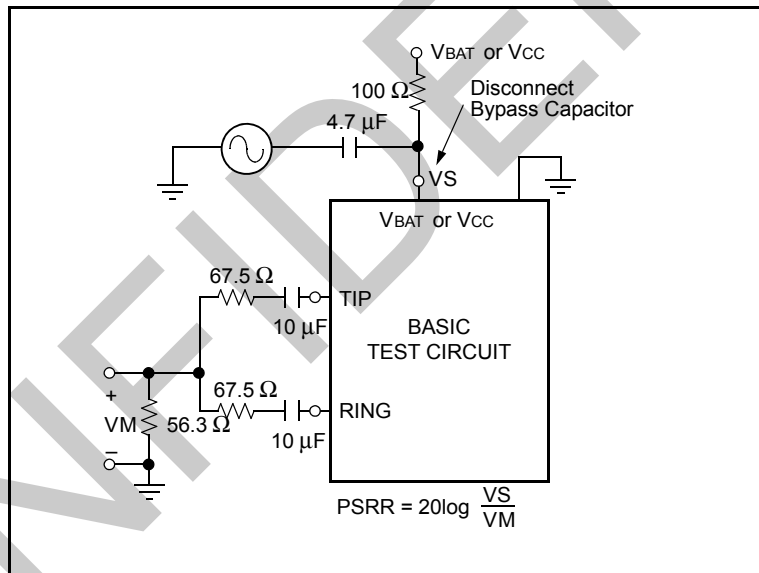 VBAT or VCC
100 Ω
Disconnect
Bypass Capacitor
4.7 µF
VS
VBAT or VCC
67.5 Ω
TIP
10 µF
BASIC
TEST CIRCUIT
67.5 Ω
+
VM
56.3 Ω
RING
10 µF
–
PSRR = 20log VS
VM
NFIDE